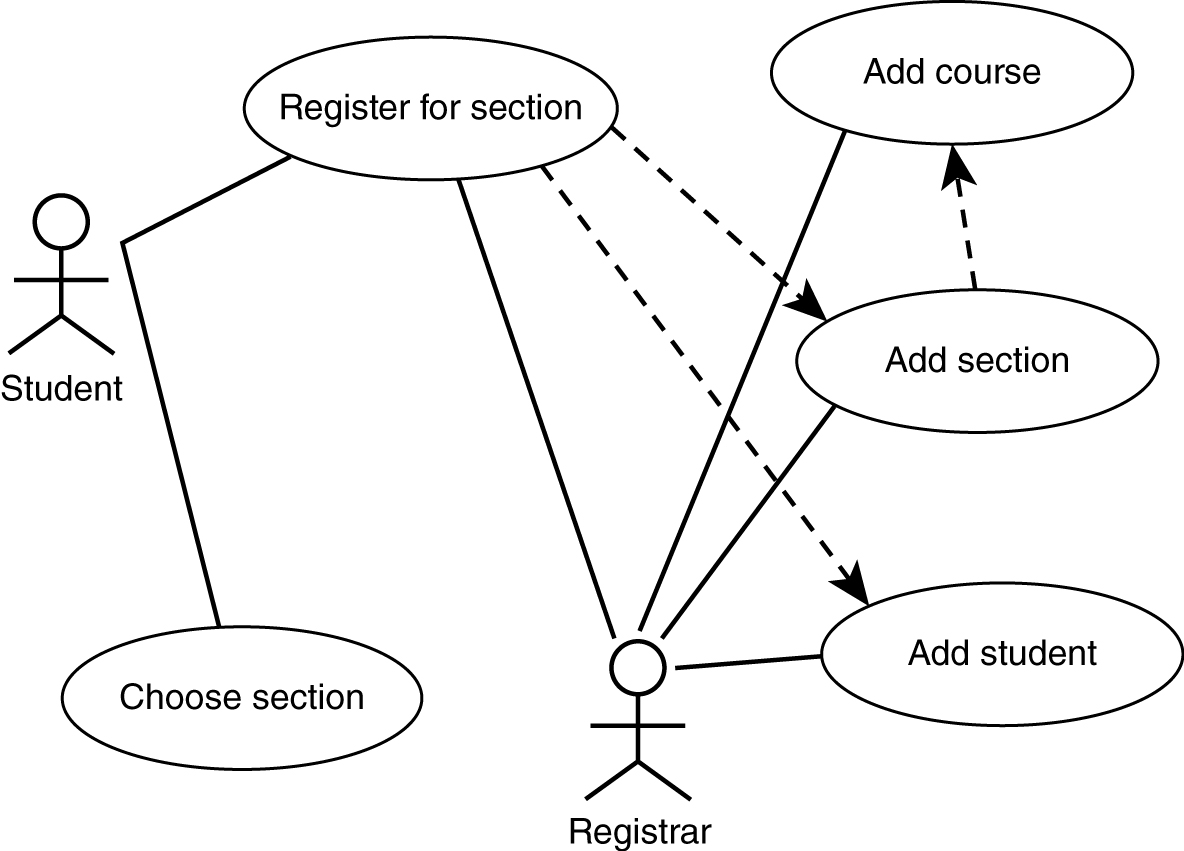 Add course
Register for section
Add section
Student
Add student
Choose section
Registrar